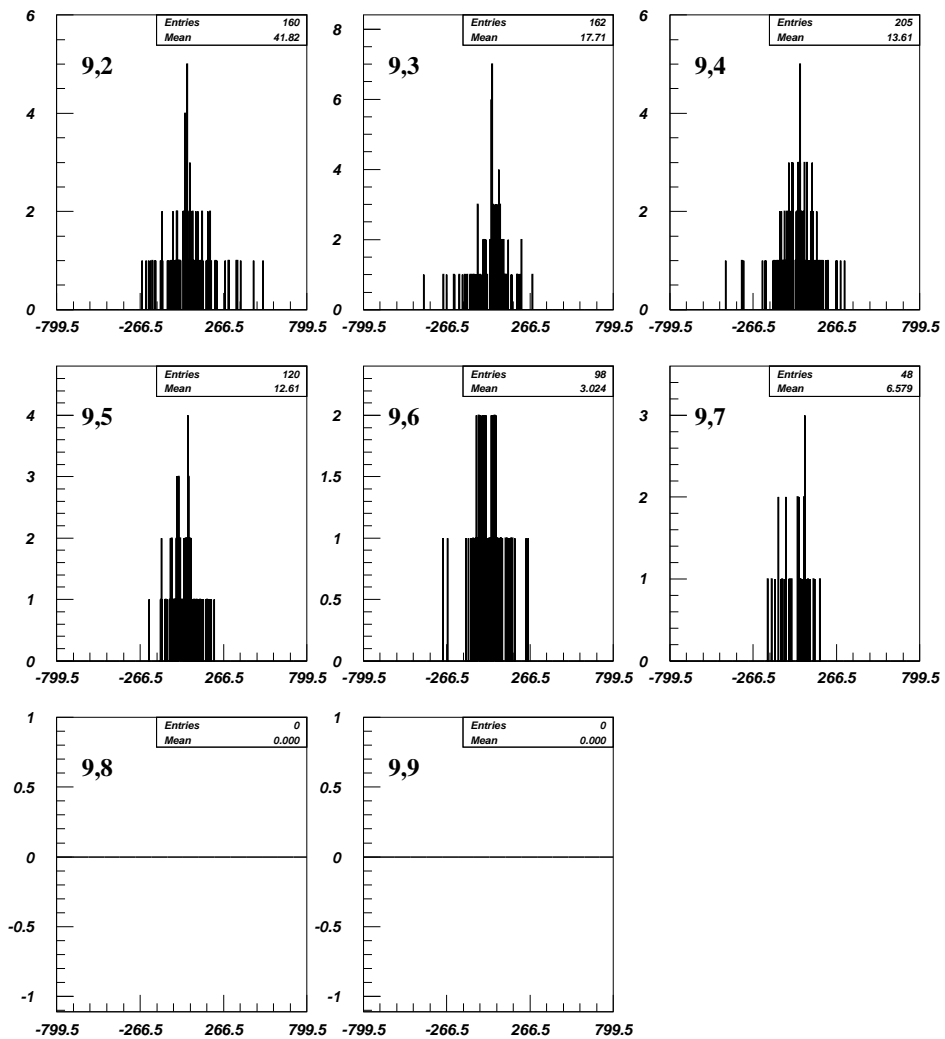 Entries 160
Mean 41.82
9,2
6
4
2
0
-799.5 -266.5 266.5 799.5
Entries 162
Mean 17.71
9,3
8
6
4
2
0
-799.5 -266.5 266.5 799.5
Entries 205
Mean 13.61
9,4
6
4
2
0
-799.5 -266.5 266.5 799.5
Entries 120
Mean 12.61
9,5
4
3
2
1
0
-799.5 -266.5 266.5 799.5
Entries 98
Mean 3.024
9,6
2
1.5
1
0.5
0
-799.5 -266.5 266.5 799.5
Entries 48
Mean 6.579
9,7
3
2
1
0
-799.5 -266.5 266.5 799.5
Entries 0
Mean 0.000
9,8
1
0.5
0
-0.5
-1
-799.5 -266.5 266.5 799.5
Entries 0
Mean 0.000
9,9
1
0.5
0
-0.5
-1
-799.5 -266.5 266.5 799.5